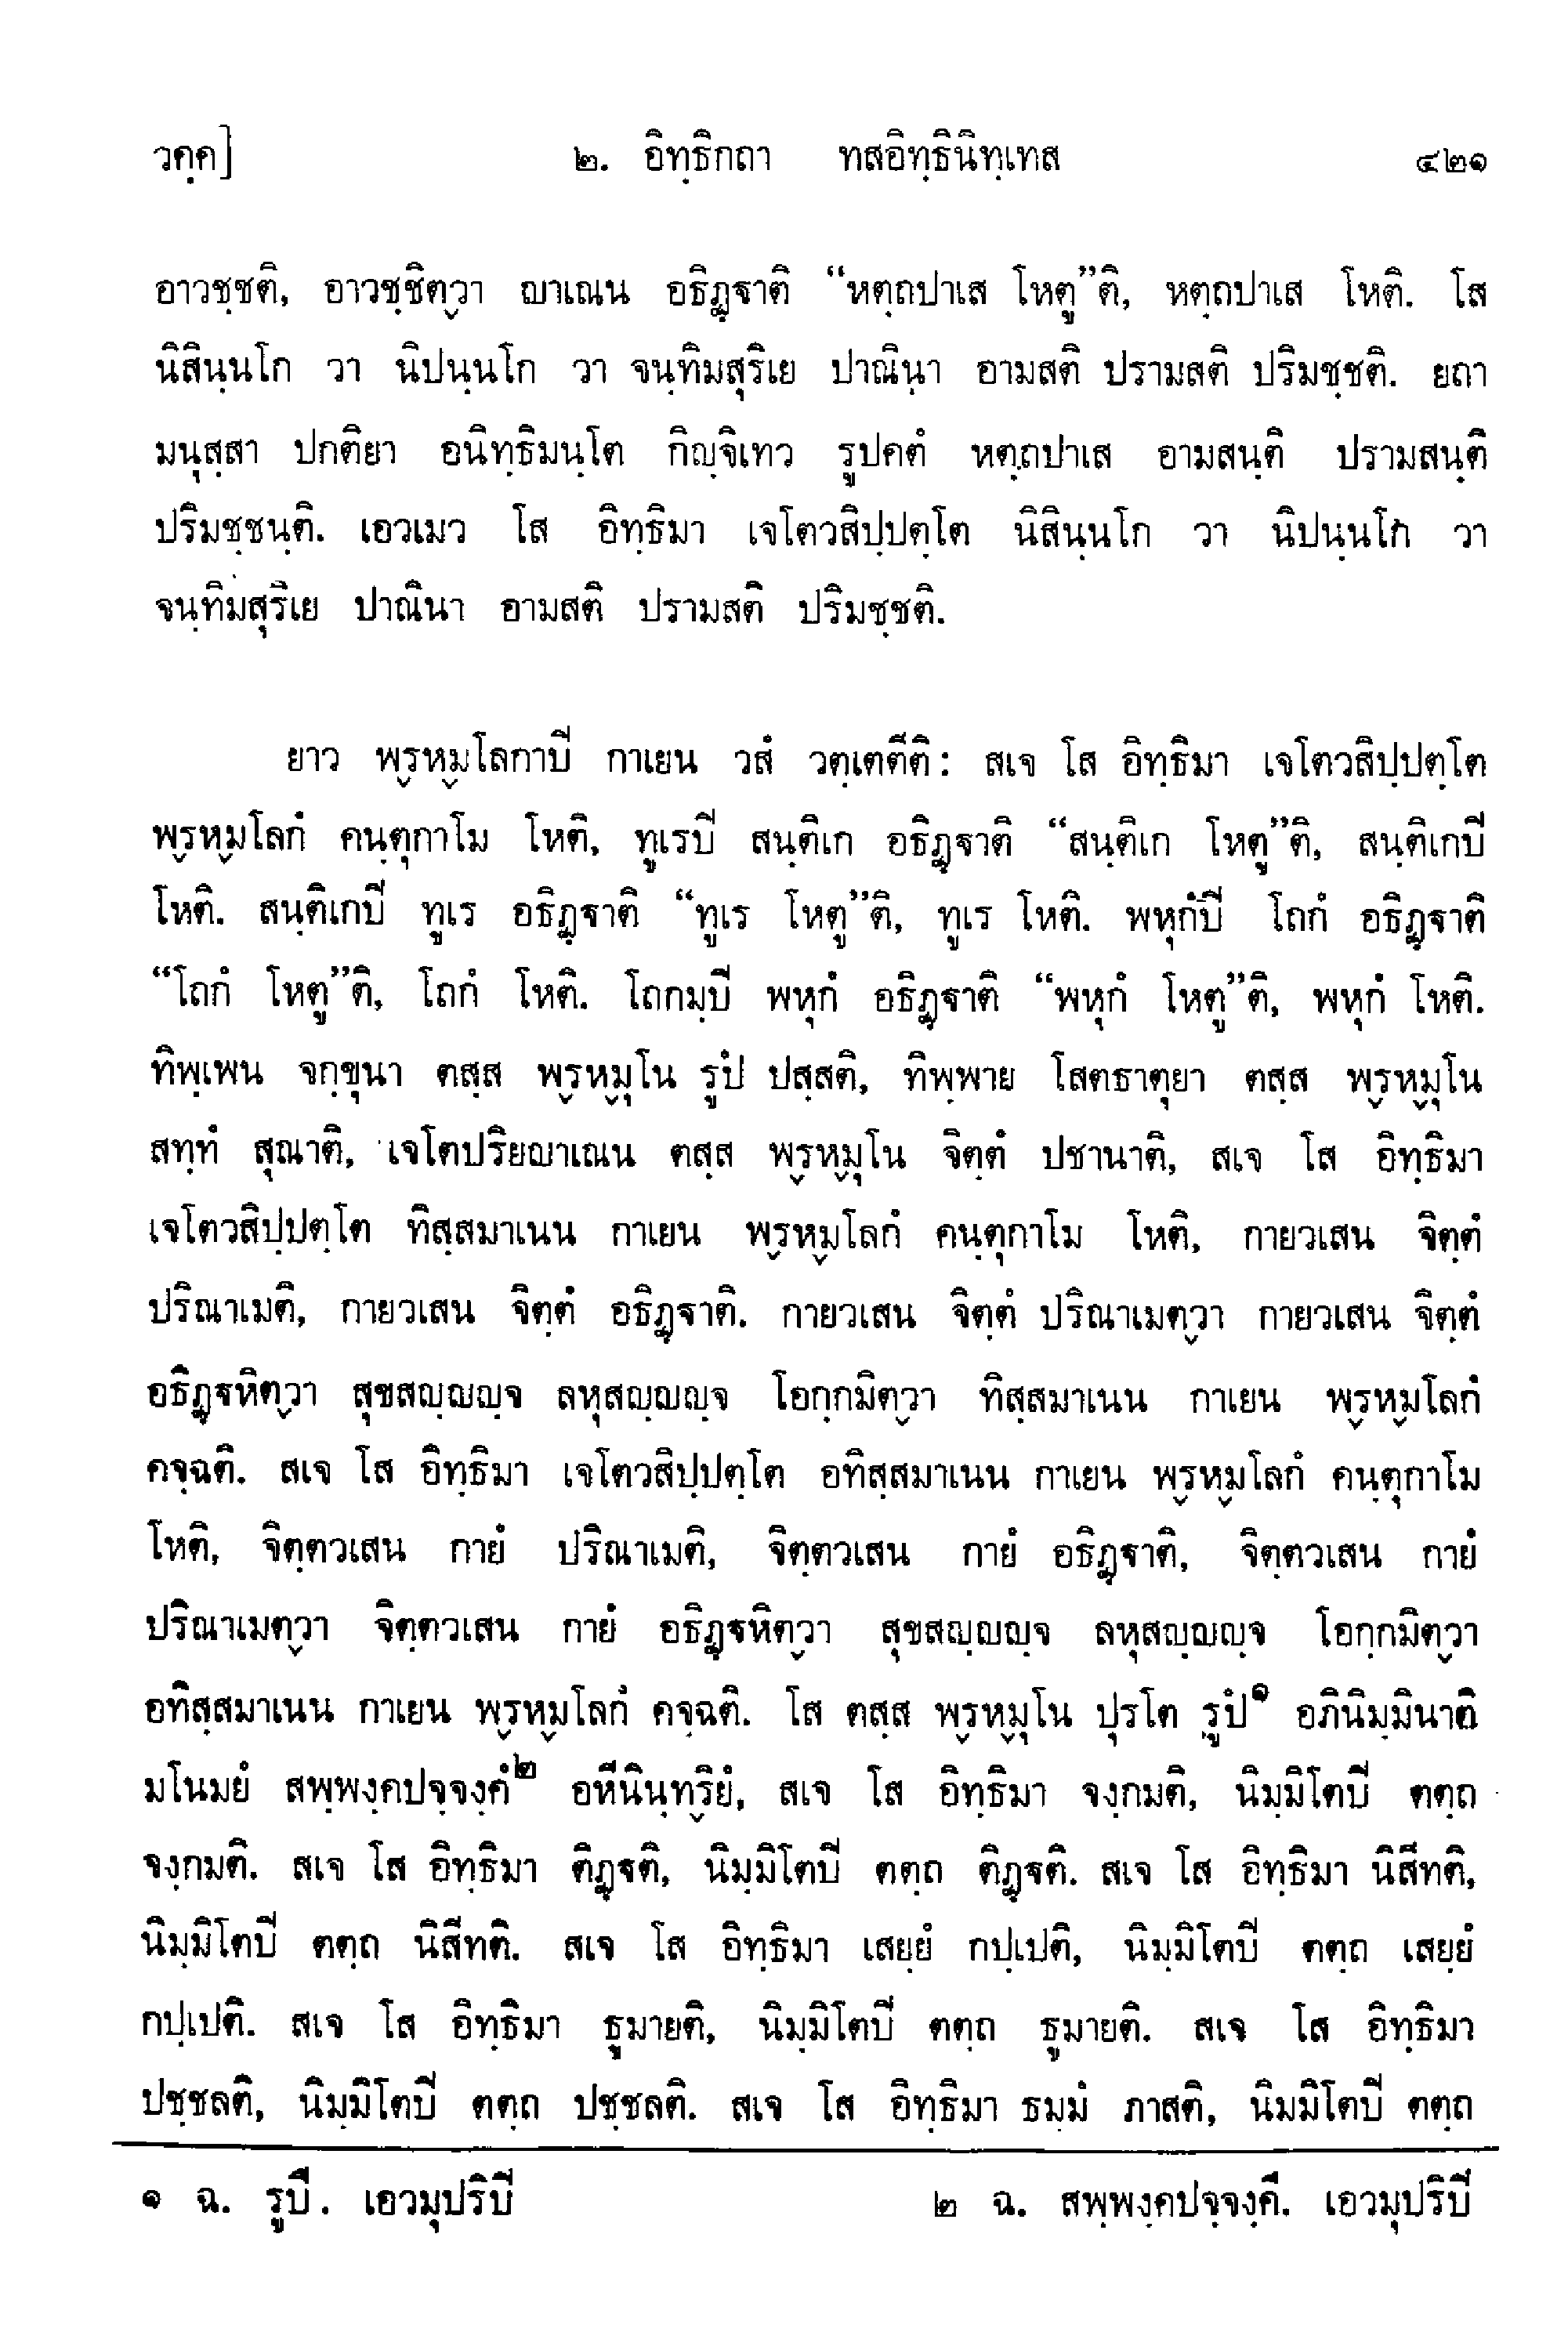 วคฺค]	๒. อิทฺธิกถา ทสอิทฺธินิทฺเทส	๔๒๑
อาวชฺชติ, อาวชฺชิตฺวา ญาเณน อธิฏฺฐาติ “หตฺถปาเส โหตู”ติ, หตฺถปาเส โหติ. โส
นิสินฺนโก วา นิปนฺนโก วา จนฺทิมสุริเย ปาณินฺา อามสติ ปรามสติ ปริมชฺชติ. ยถา
มนุสฺสา ปกติยา อนิทฺธิมนฺโต กิญฺจิเทว รูปคตํ หตฺถปาเส อามสนฺติ ปรามสนฺติ
ปริมชฺชนฺติ. เอวเมว โส อิทฺธิมา เจโตวสิปฺปตฺโต นิสินฺนโก วา นิปนฺนโก วา
จนฺทิมสุริเย ปาณินา อามสติ ปรามสติ ปริมชฺชติ.
ยาว พฺรหฺมโลกาปิ กาเยน วสํ วตฺเตตีติ: สเจ โส อิทฺธิมา เจโตวสิปฺปตฺโต
พฺรหฺมโลกํ คนฺตุกาโม โหติ, ทูเรปิ สนฺติเก อธิฏฺฐาติ “สนฺติเก โหตู”ติ, สนฺติเกปิ
โหติ. สนฺติเกปิ ทูเร อธิฏฺฐาติ “ทูเร โหตู”ติ, ทูเร โหติ. พหุกํปิ โถกํ อธิฏฺฐาติ
“โถกํ โหตู”ติ, โถกํ โหติ. โถกมฺปิ พหุกํ อธิฏฺฐาติ “พหุกํ โหตู”ติ, พหุกํ โหติ.
ทิพฺเพน จกฺขุนา ตสฺส พฺรหฺมุโน รูปํ ปสฺสติ, ทิพฺพาย โสตธาตุยา ตสฺส พฺรหฺมุโน
สทฺทํ สุณาติ, เจโตปริยญาเณน ตสฺส พฺรหฺมุโน จิตฺตํ ปชานาติ, สเจ โส อิทฺธิมา
เจโตวสิปฺปตฺโต ทิสฺสมาเนน กาเยน พฺรหฺมโลกํ คนฺตุกาโม โหติ, กายวเสน จิตฺตํ
ปริณาเมติ, กายวเสน จิตฺตํ อธิฏฺฐาติ. กายวเสน จิตฺตํ ปริณาเมตฺวา กายวเสน จิตฺตํ
อธิฏฺฐหิตฺวา สุขสญฺญญฺจ ลหุสญฺญญฺจ โอกฺกมิตฺวา ทิสฺสมาเนน กาเยน พฺรหฺมโลกํ
คจฺฉติ. สเจ โส อิทฺธิมา เจโตวสิปฺปตฺโต อทิสฺสมาเนน กาเยน พฺรหฺมโลกํ คนฺตุกาโม
โหติ, จิตฺตวเสน กายํ ปริณาเมติ, จิตฺตวเสน กายํ อธิฏฺฐาติ, จิตฺตวเสน กายํ
ปริณาเมตฺวา จิตฺตวเสน กายํ อธิฏฺฐหิตฺวา สุขสญฺญญฺจ ลหุสญฺญญฺจ โอกฺกมิตฺวา
อทิสฺสมาเนน กาเยน พฺรหฺมโลกํ คจฺฉติ. โส ตสฺส พฺรหฺมุโน ปุรโต รูปํ๑ อภินิมฺมินาติ
มโนมยํ สพฺพงฺคปจฺจงฺคํ๒ อหีนินฺทฺริยํ, สเจ โส อิทฺธิมา จงฺกมติ, นิมฺมิโตปิ ตตฺถ
จงฺกมติ. สเจ โส อิทฺธิมา ติฏฺฐติ, นิมฺมิโตปิ ตตฺถ ติฏฺฐติ. สเจ โส อิทฺธิมา นิสีทติ,
นิมฺมิโตปิ ตตฺถ นิสีทติ. สเจ โส อิทฺธิมา เสยฺยํ กปฺเปติ, นิมฺมิโตปิ ตตฺถ เสยฺยํ
กปฺเปติ. สเจ โส อิทฺธิมา ธูมายติ, นิมฺมิโตปิ ตตฺถ ธูมายติ. สเจ โส อิทฺธิมา
ปชฺชลติ, นิมฺมิโตปิ ตตฺถ ปชฺชลติ. สเจ โส อิทฺธิมา ธมฺมํ ภาสติ, นิมมิโตปิ ตตฺถ
๑ ฉ. รูปึ. เอวมุปริปิ	๒ ฉ. สพฺพงฺคปจฺจงฺคึ. เอวมุปริปิ